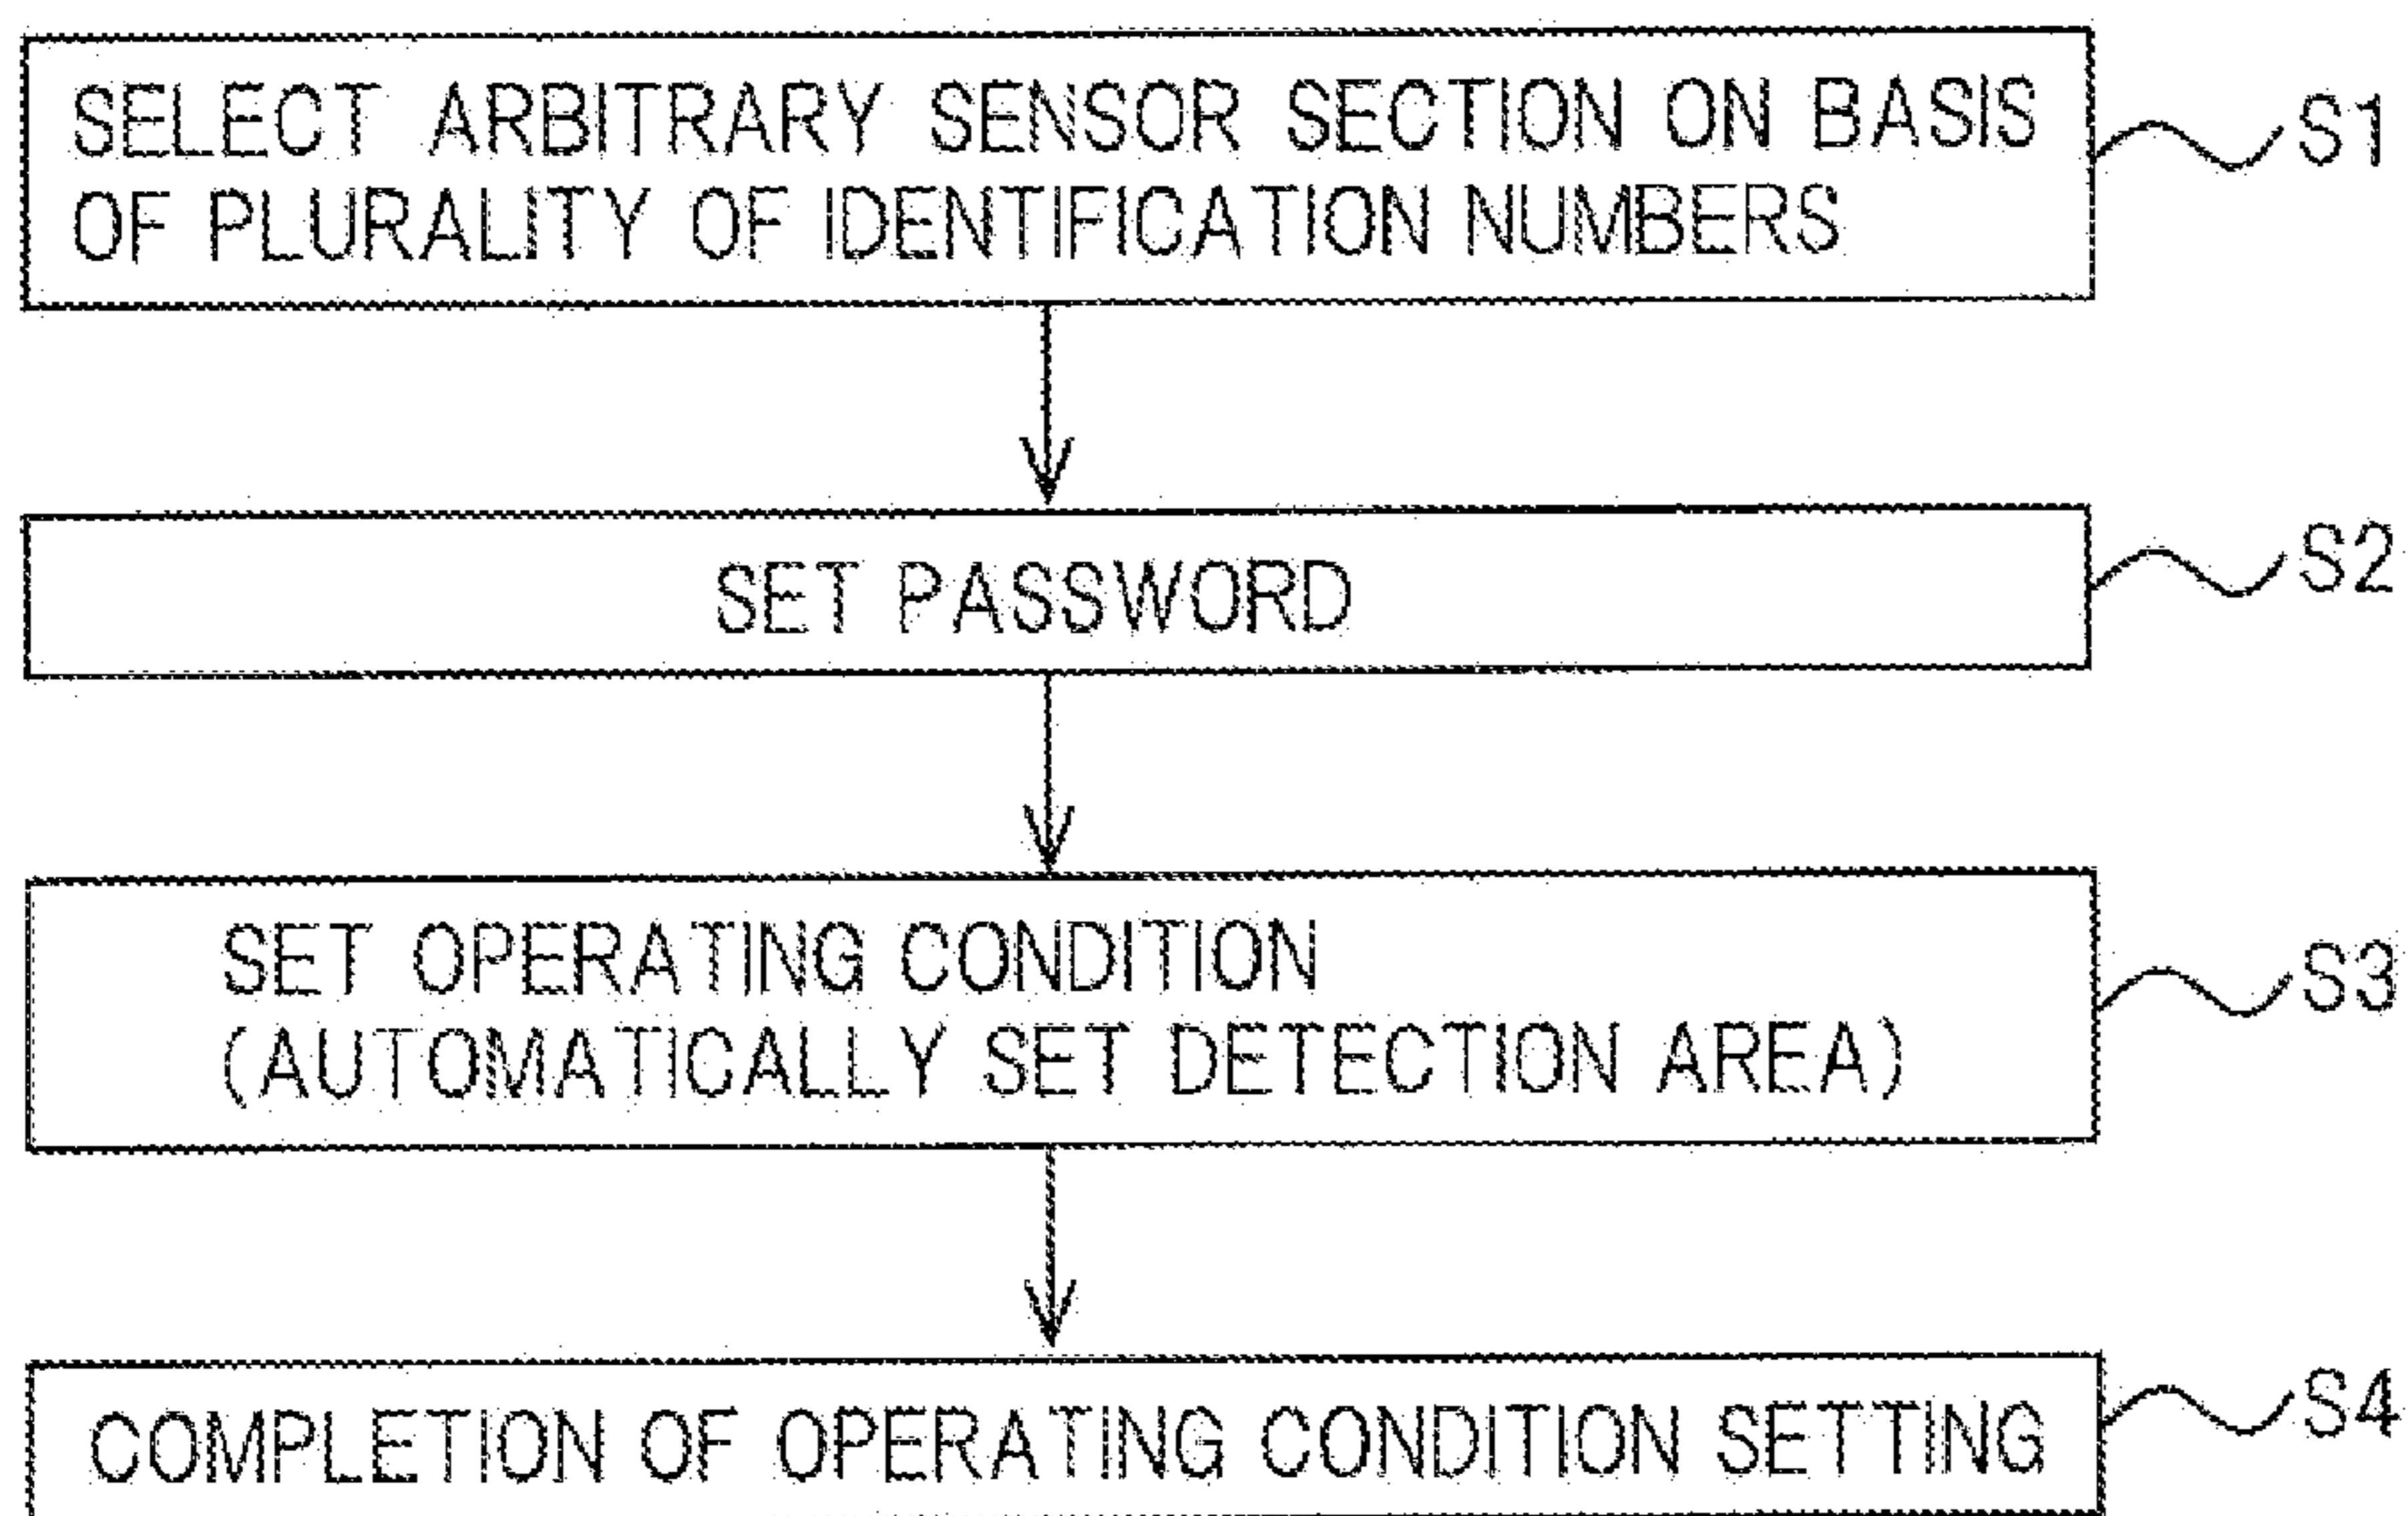 SELECT ARBITRARY SENSOR SECTION ON BASIS
OF PLURALITY OF IDENTIFICATION NUMBERS
S1
SET PASSWORD
S2
SET OPERATING CONDITION
(AUTOMATICALLY SET DETECTION AREA)
S3
COMPLETION OF OPERATING CONDITION SETTING
S4